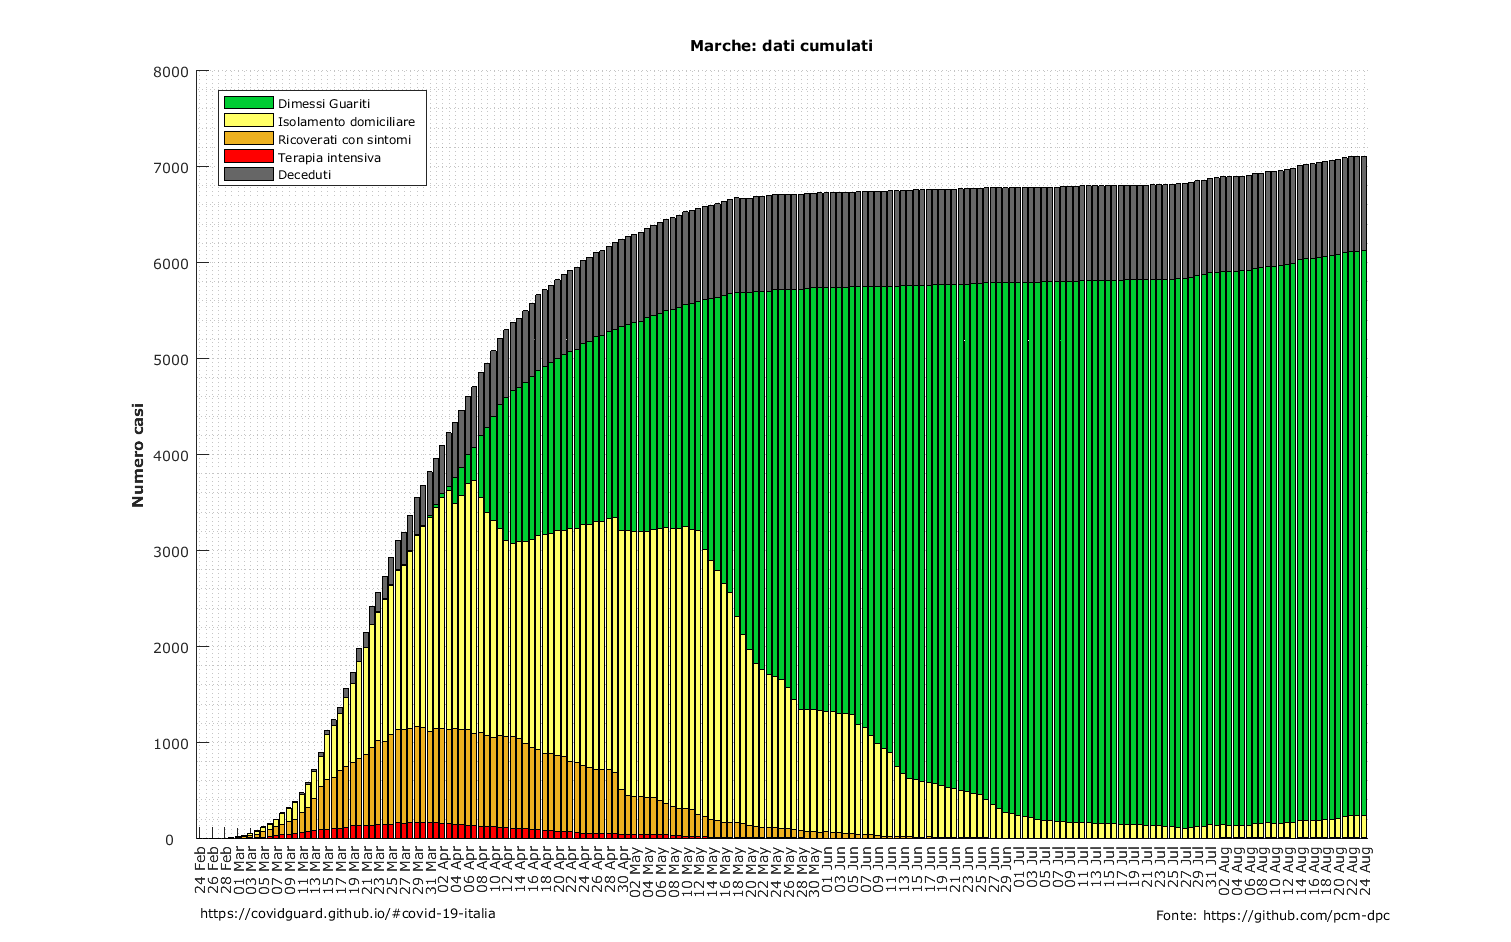 Marche: dati cumulati
8000
7000
6000
5000
4000
3000
2000
1000
0
Numero casi
Dimessi Guariti
Isolamento domiciliare
Ricoverati con sintomi
Terapia intensiva
Deceduti
24 Feb
26 Feb
28 Feb
01 Mar
03 Mar
05 Mar
07 Mar
09 Mar
11 Mar
13 Mar
15 Mar
17 Mar
19 Mar
21 Mar
23 Mar
25 Mar
27 Mar
29 Mar
31 Mar
02 Apr
04 Apr
06 Apr
08 Apr
10 Apr
12 Apr
14 Apr
16 Apr
18 Apr
20 Apr
22 Apr
24 Apr
26 Apr
28 Apr
30 Apr
02 May
04 May
06 May
08 May
10 May
12 May
14 May
16 May
18 May
20 May
22 May
24 May
26 May
28 May
30 May
01 Jun
03 Jun
05 Jun
07 Jun
09 Jun
11 Jun
13 Jun
15 Jun
17 Jun
19 Jun
21 Jun
23 Jun
25 Jun
27 Jun
29 Jun
01 Jul
03 Jul
05 Jul
07 Jul
09 Jul
11 Jul
13 Jul
15 Jul
17 Jul
19 Jul
21 Jul
23 Jul
25 Jul
27 Jul
29 Jul
31 Jul
02 Aug
04 Aug
06 Aug
08 Aug
10 Aug
12 Aug
14 Aug
16 Aug
18 Aug
20 Aug
22 Aug
24 Aug
https://covidguard.github.io/#covid-19-italia
Fonte: https://github.com/pcm-dpc